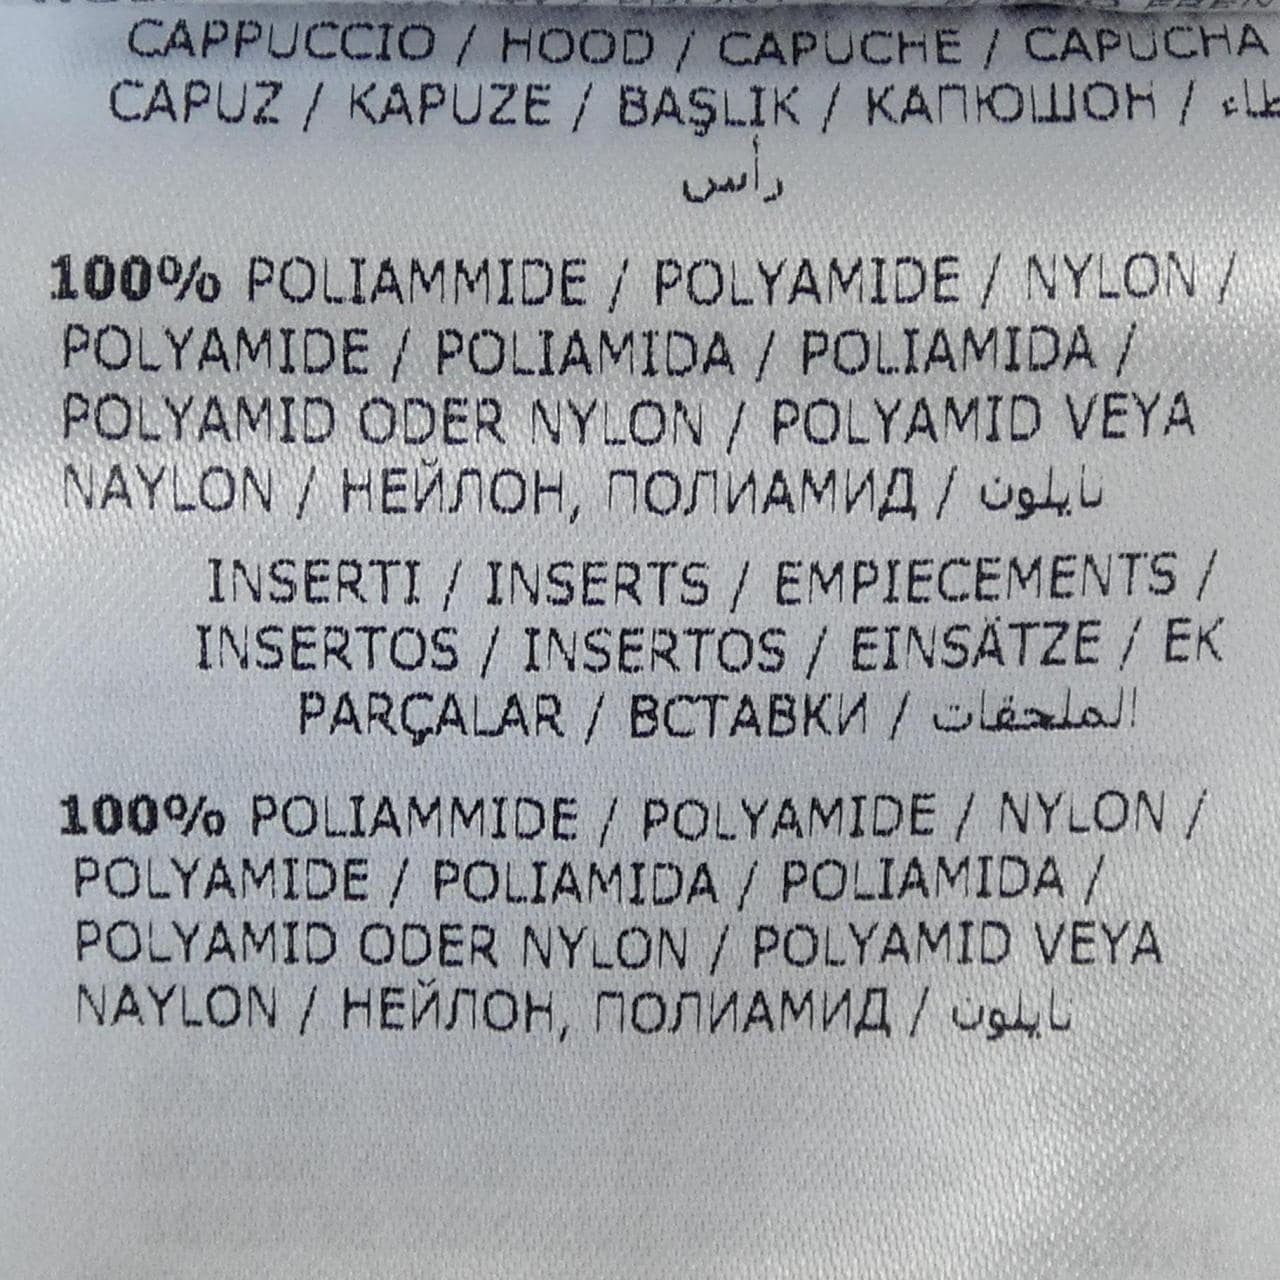 CAPPUCCIO / HOOD / CAPUCHE / CAPUCHA
CAPUZ / KAPUZE / BAŞLIK / КАПЮШОН /
رأس
100% POLIAMMIDE / POLYAMIDE / NYLON /
POLYAMIDE / POLIAMIDA / POLIAMIDA /
POLYAMID ODER NYLON / POLYAMID VEYA
NAYLON / НЕЙЛОН, ПОЛИАМИД / نايلون
INSERTI / INSERTS / EMPIECEMENTS /
INSERTOS / INSERTOS / EINSÄTZE / EK
PARÇALAR / ВСТАВКИ / الملحقات
100% POLIAMMIDE / POLYAMIDE / NYLON /
POLYAMIDE / POLIAMIDA / POLIAMIDA /
POLYAMID ODER NYLON / POLYAMID VEYA
NAYLON / НЕЙЛОН, ПОЛИАМИД / نايلون